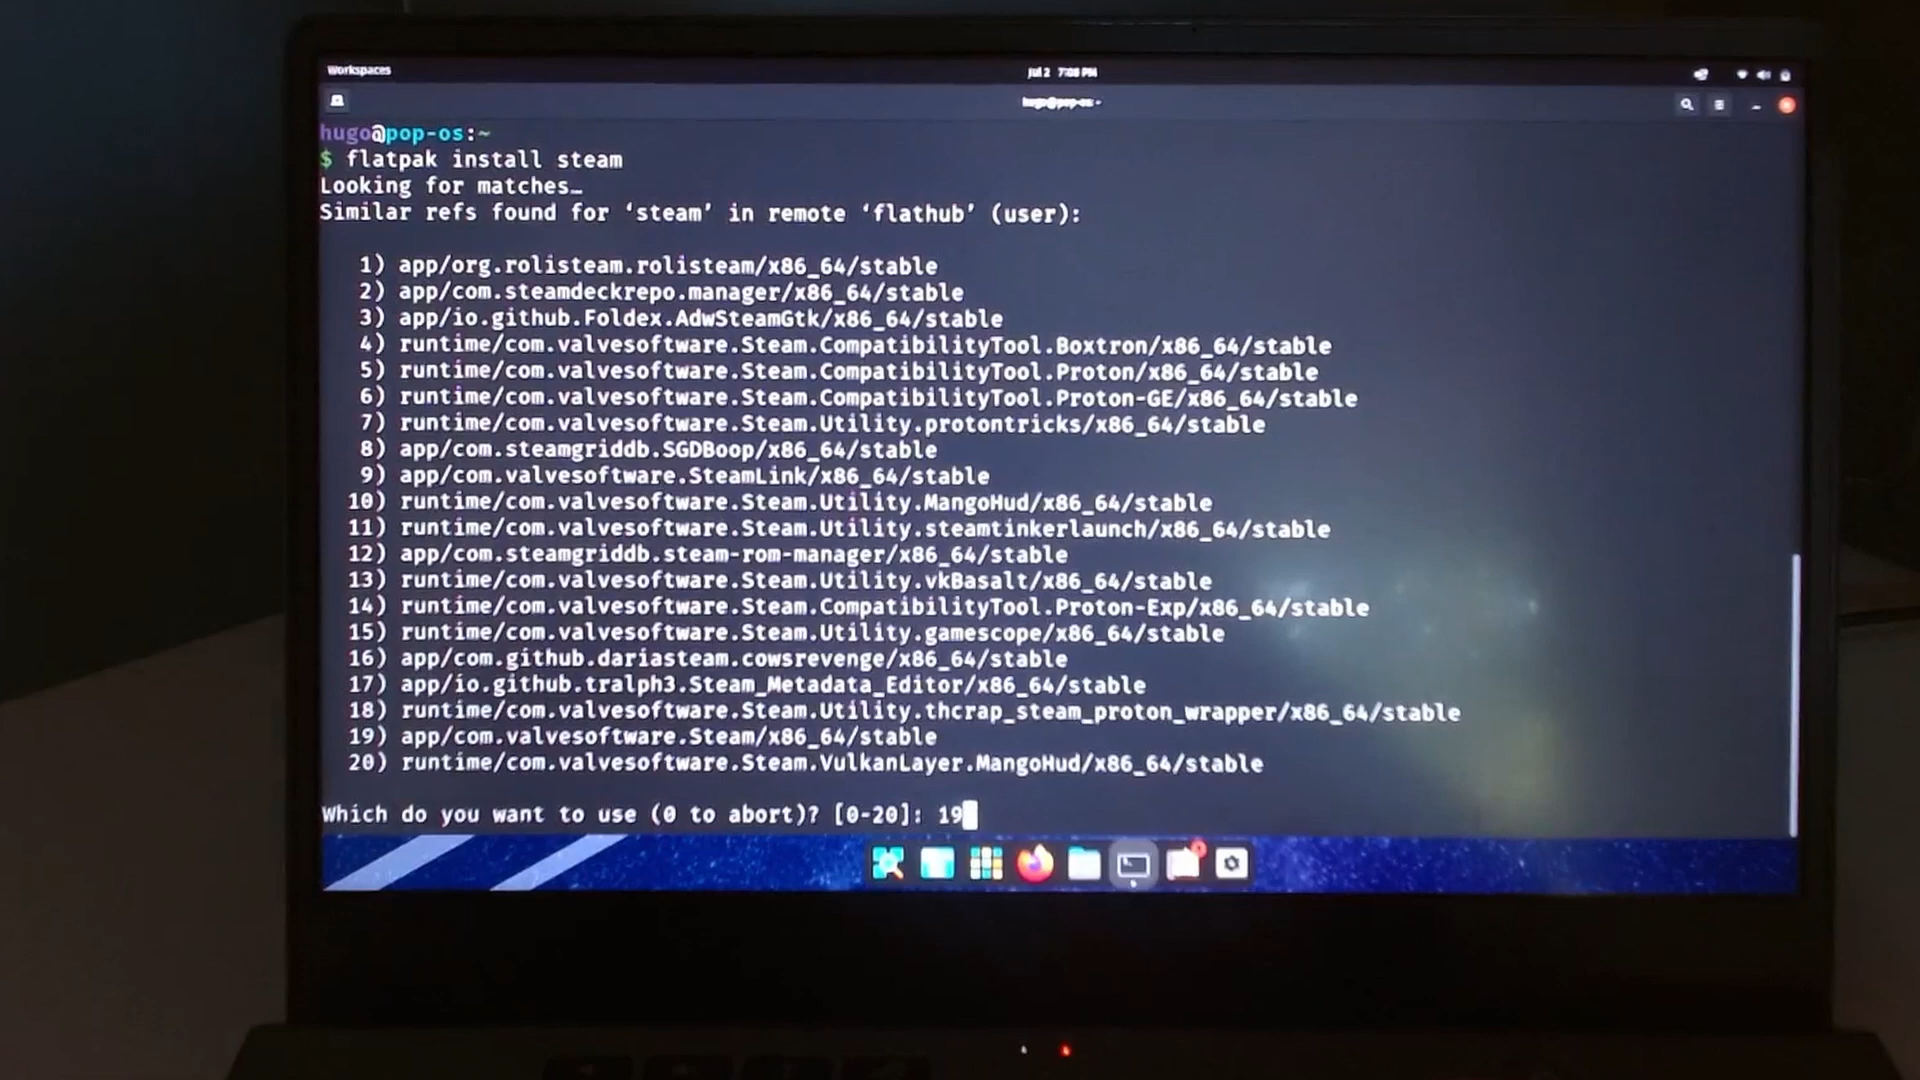 Workspaces
Jul 2 7:08 PM
hugo@pop-os:~
hugo@pop-os:~
$ flatpak install steam
Looking for matches…
Similar refs found for ‘steam’ in remote ‘flathub’ (user):
1) app/org.rolisteam.rolisteam/x86_64/stable
2) app/com.steamdeckrepo.manager/x86_64/stable
3) app/io.github.Foldex.AdwSteamGtk/x86_64/stable
4) runtime/com.valvesoftware.Steam.CompatibilityTool.Boxtron/x86_64/stable
5) runtime/com.valvesoftware.Steam.CompatibilityTool.Proton/x86_64/stable
6) runtime/com.valvesoftware.Steam.CompatibilityTool.Proton-GE/x86_64/stable
7) runtime/com.valvesoftware.Steam.Utility.protontricks/x86_64/stable
8) app/com.steamgriddb.SGDBoop/x86_64/stable
9) app/com.valvesoftware.SteamLink/x86_64/stable
10) runtime/com.valvesoftware.Steam.Utility.MangoHud/x86_64/stable
11) runtime/com.valvesoftware.Steam.Utility.steamtinkerlaunch/x86_64/stable
12) app/com.steamgriddb.steam-rom-manager/x86_64/stable
13) runtime/com.valvesoftware.Steam.Utility.vkBasalt/x86_64/stable
14) runtime/com.valvesoftware.Steam.CompatibilityTool.Proton-Exp/x86_64/stable
15) runtime/com.valvesoftware.Steam.Utility.gamescope/x86_64/stable
16) app/com.github.dariasteam.cowsrevenge/x86_64/stable
17) app/io.github.tralph3.Steam_Metadata_Editor/x86_64/stable
18) runtime/com.valvesoftware.Steam.Utility.thcrap_steam_proton_wrapper/x86_64/stable
19) app/com.valvesoftware.Steam/x86_64/stable
20) runtime/com.valvesoftware.Steam.VulkanLayer.MangoHud/x86_64/stable
Which do you want to use (0 to abort)? [0-20]: 19